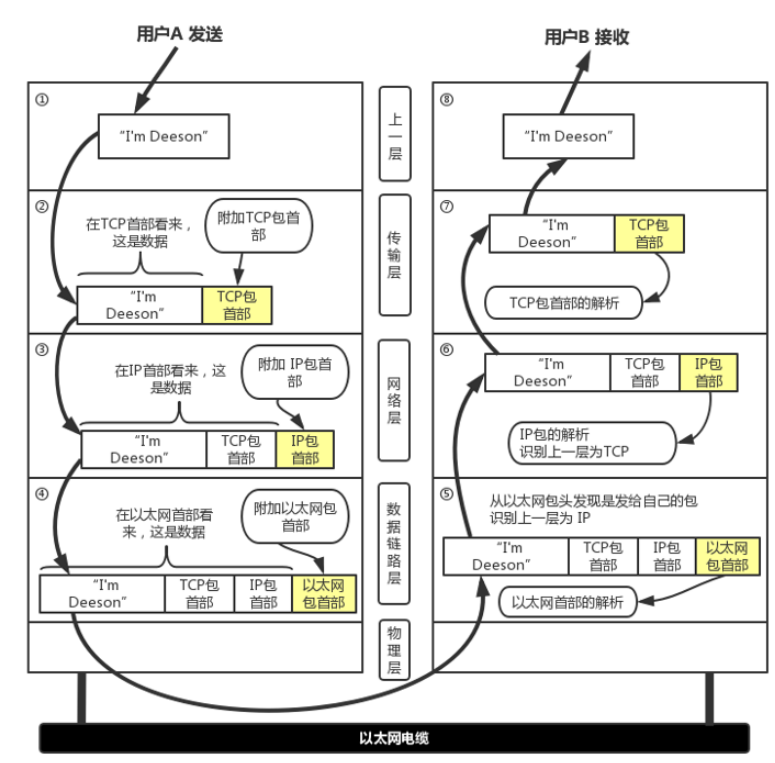 用户A 发送
①
“I'm Deeson”
②
在TCP首部看来，
这是数据
附加TCP包首
部
“I'm
Deeson”
TCP包
首部
③
在IP首部看来，这
是数据
附加 IP包首
部
“I'm
Deeson”
TCP包
首部
IP包
首部
④
在以太网首部看
来，这是数据
附加以太网包
首部
“I'm
Deeson”
TCP包
首部
IP包
首部
以太网
包首部
上一层
传输层
网络层
数据链路层
物理层
用户B 接收
⑧
“I'm Deeson”
⑦
“I'm
Deeson”
TCP包
首部
TCP包首部的解析
⑥
“I'm
Deeson”
TCP包
首部
IP包
首部
IP包的解析
识别上一层为TCP
⑤
从以太网包头发现是发给自己的包
识别上一层为 IP
“I'm
Deeson”
TCP包
首部
IP包
首部
以太网
包首部
以太网首部的解析
以太网电缆